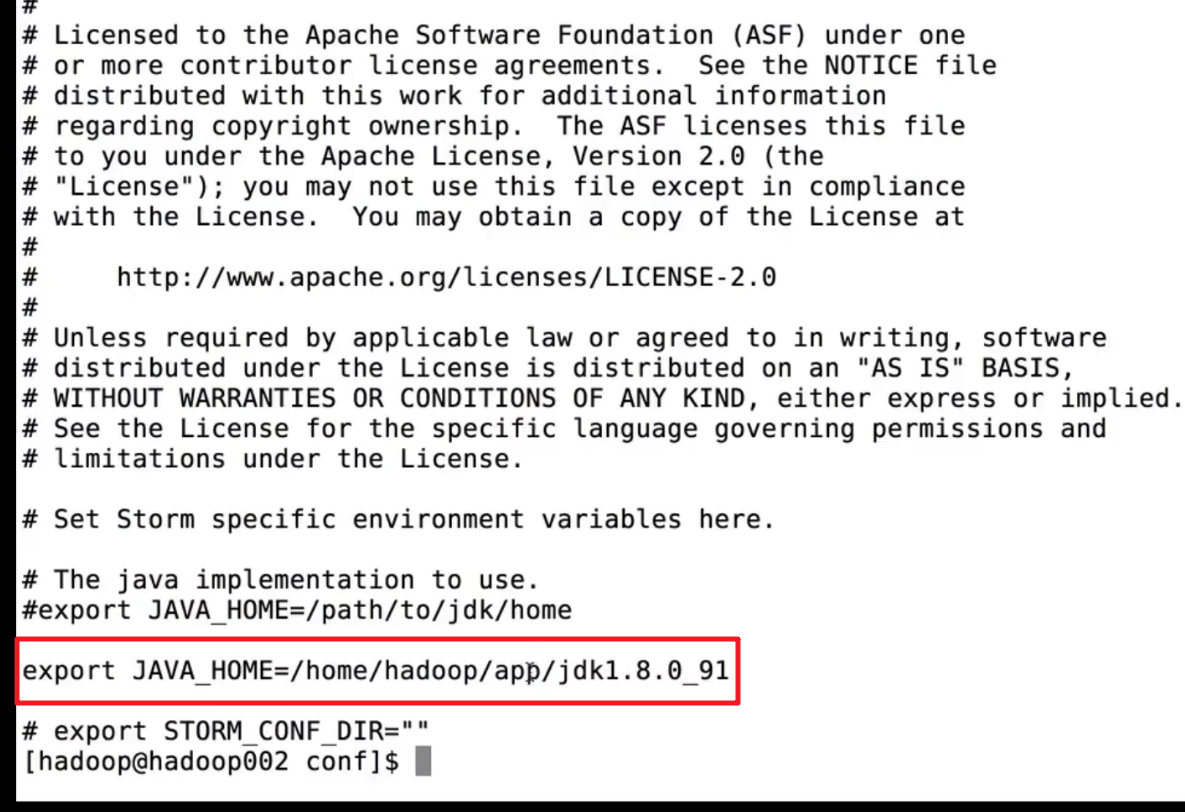 #
# Licensed to the Apache Software Foundation (ASF) under one
# or more contributor license agreements.  See the NOTICE file
# distributed with this work for additional information
# regarding copyright ownership.  The ASF licenses this file
# to you under the Apache License, Version 2.0 (the
# "License"); you may not use this file except in compliance
# with the License.  You may obtain a copy of the License at
#
#     http://www.apache.org/licenses/LICENSE-2.0
#
# Unless required by applicable law or agreed to in writing, software
# distributed under the License is distributed on an "AS IS" BASIS,
# WITHOUT WARRANTIES OR CONDITIONS OF ANY KIND, either express or implied.
# See the License for the specific language governing permissions and
# limitations under the License.

# Set Storm specific environment variables here.

# The java implementation to use.
#export JAVA_HOME=/path/to/jdk/home

export JAVA_HOME=/home/hadoop/app/jdk1.8.0_91

# export STORM_CONF_DIR=""
[hadoop@hadoop002 conf]$